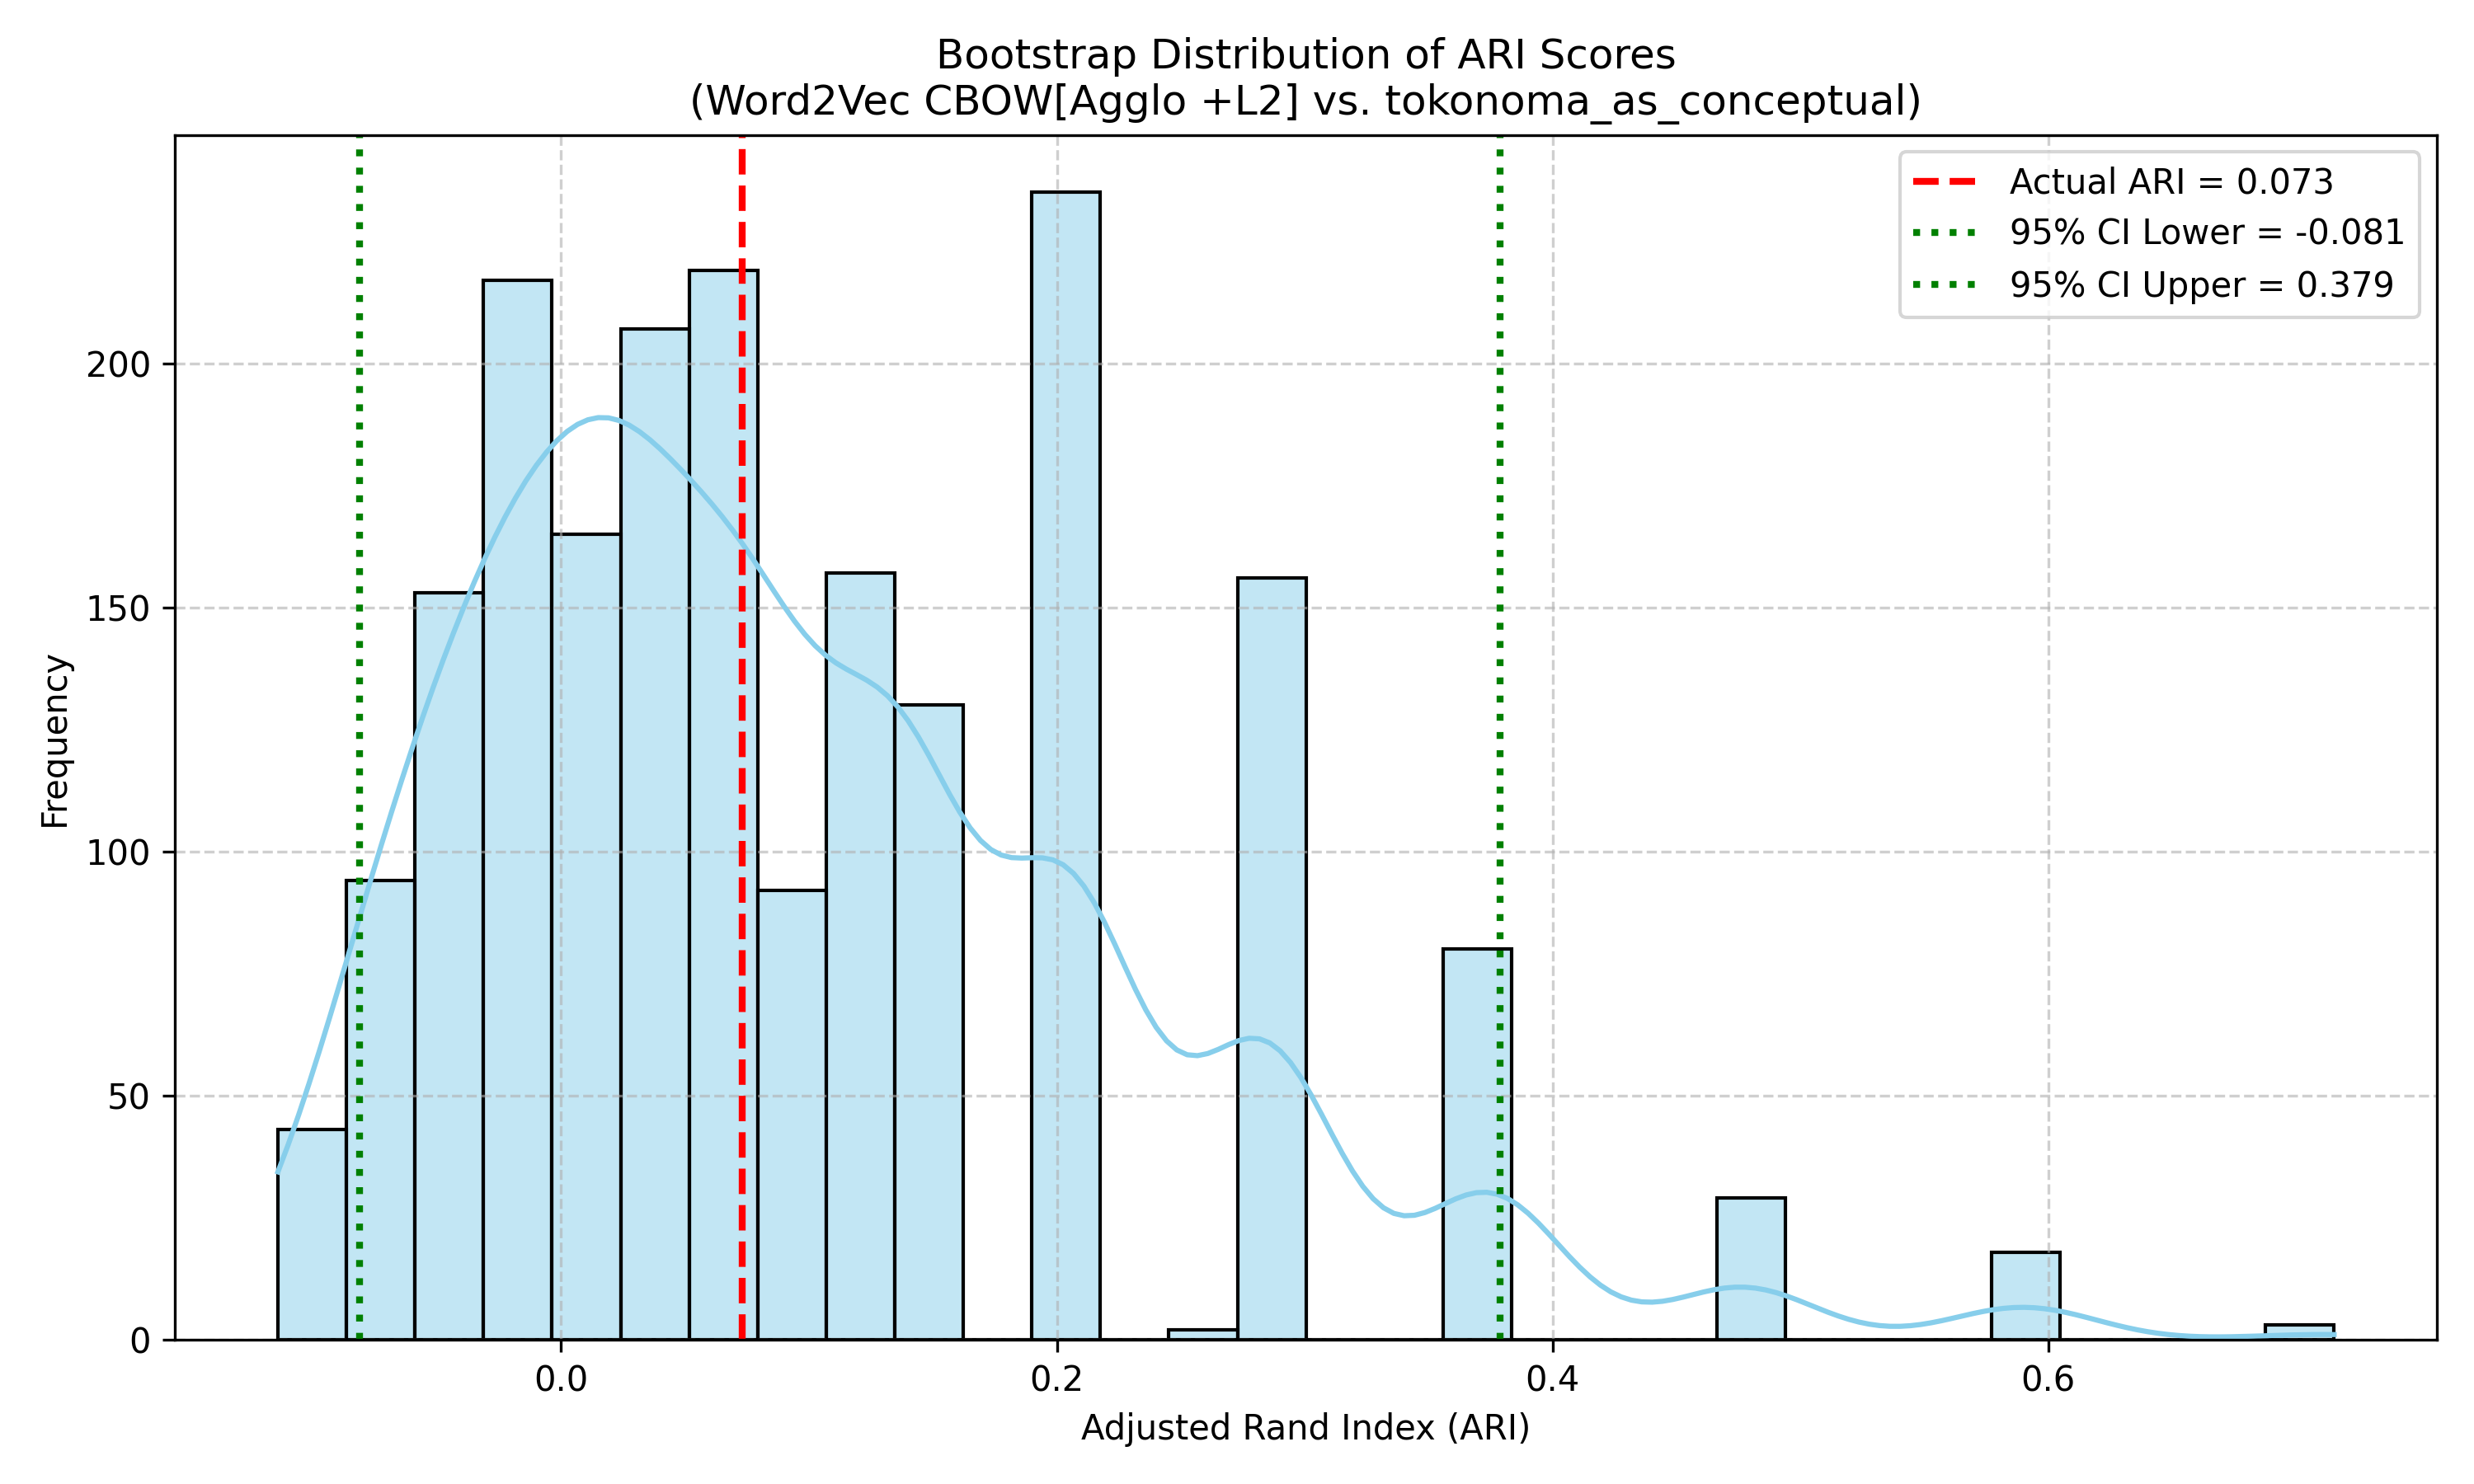 Bootstrap Distribution of ARI Scores
(Word2Vec CBOW[Agglo +L2] vs. tokonoma_as_conceptual)
Actual ARI = 0.073
95% CI Lower = -0.081
95% CI Upper = 0.379
Frequency
200
150
100
50
0
0.0
0.2
0.4
0.6
Adjusted Rand Index (ARI)